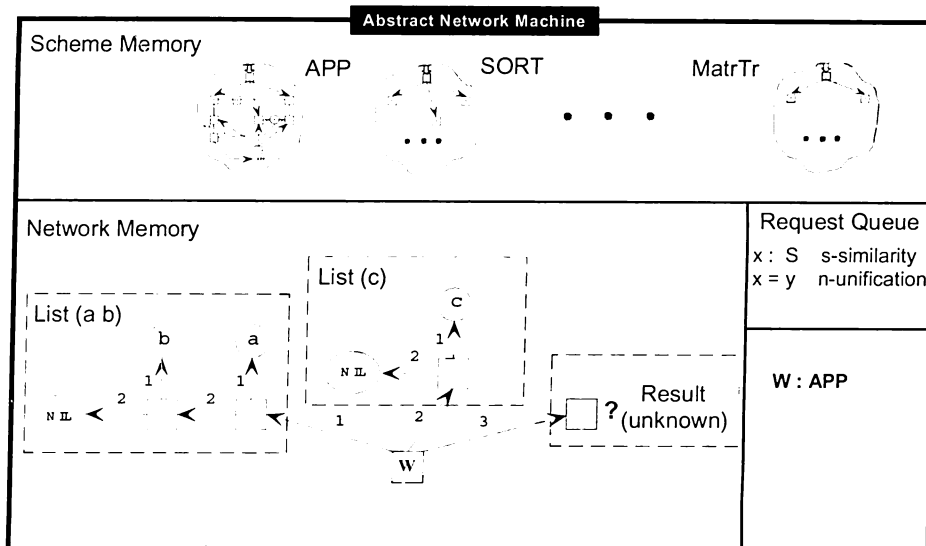 Abstract Network Machine
Scheme Memory
APP
SORT
MatrTr
Network Memory
Request Queue
x : S s-similarity
x = y n-unification
List (c)
c
1
2
NIL
List (a b)
b
a
1
1
2
2
NIL
1
2
3
W
?
Result
(unknown)
W : APP